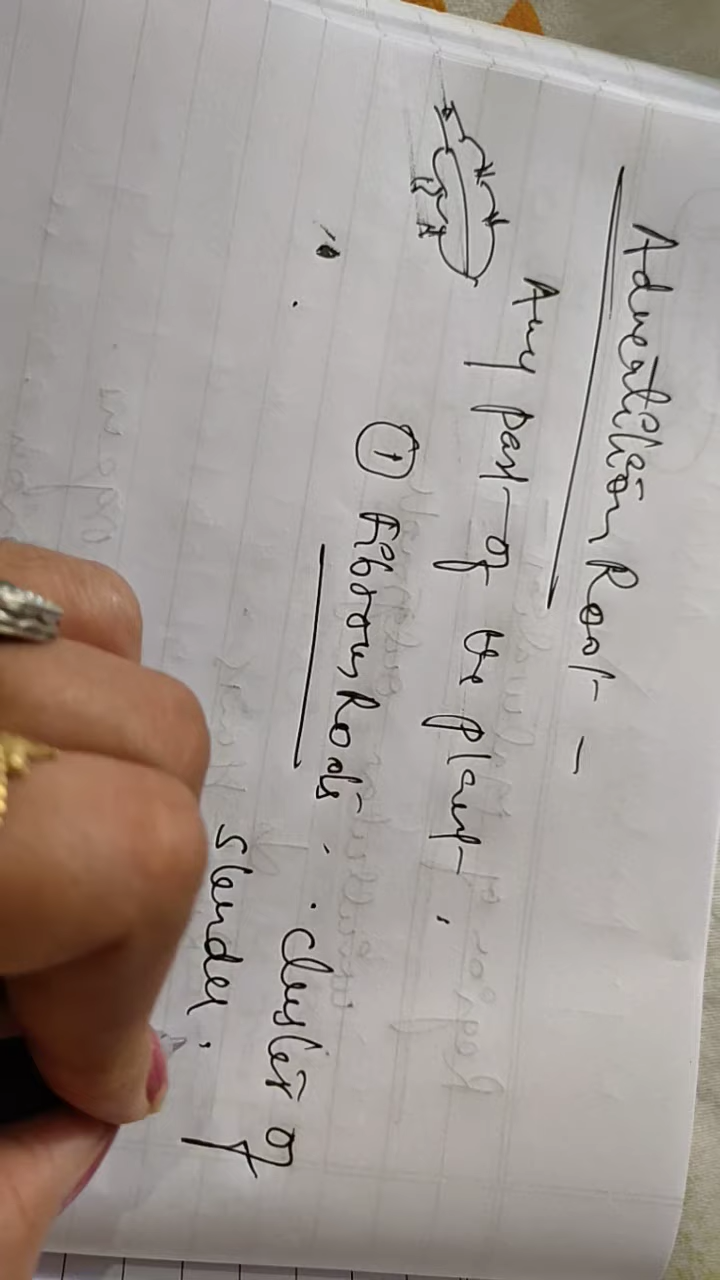 Adventitious Root -
Any part of the plant.
① Fibrous Roots. . cluster of
slender.